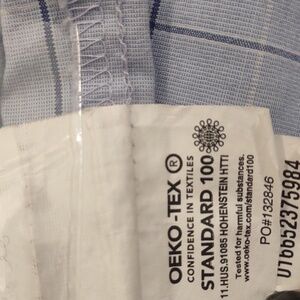 OEKO-TEX®
CONFIDENCE IN TEXTILES
STANDARD 100
11.HUS.91085 HOHENSTEIN HTTI
Tested for harmful substances.
www.oeko-tex.com/standard100
PO#132846